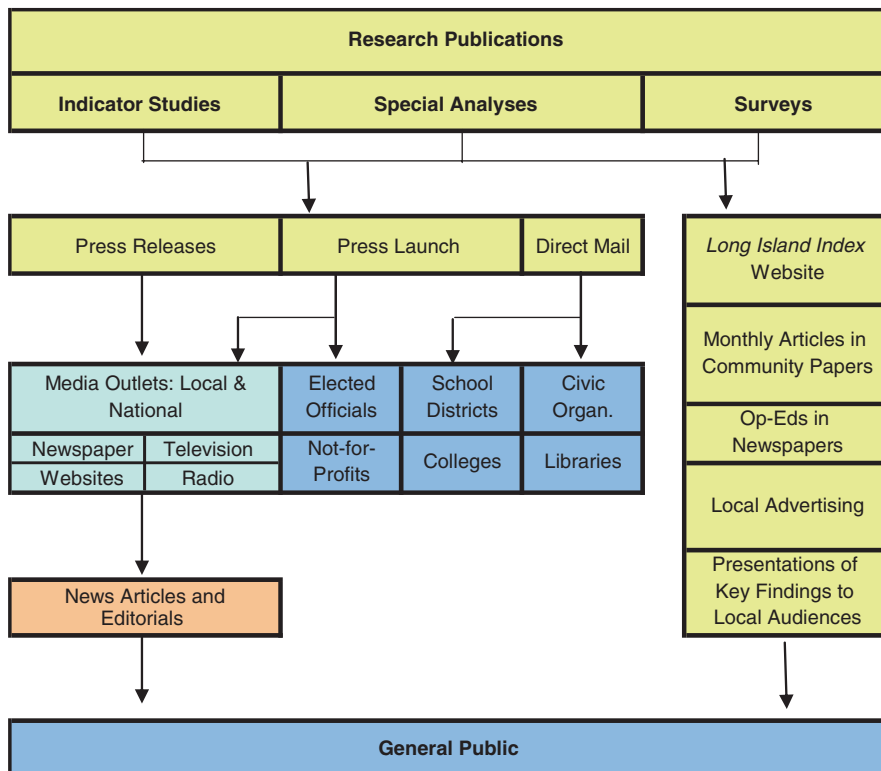 Research Publications
Indicator Studies
Special Analyses
Surveys
Press Releases
Press Launch
Direct Mail
Long Island Index
Website
Monthly Articles in
Community Papers
Op-Eds in
Newspapers
Local Advertising
Presentations of
Key Findings to
Local Audiences
Media Outlets: Local &
National
Newspaper
Television
Websites
Radio
Elected
Officials
Not-for-
Profits
School
Districts
Colleges
Civic
Organ.
Libraries
News Articles and
Editorials
General Public